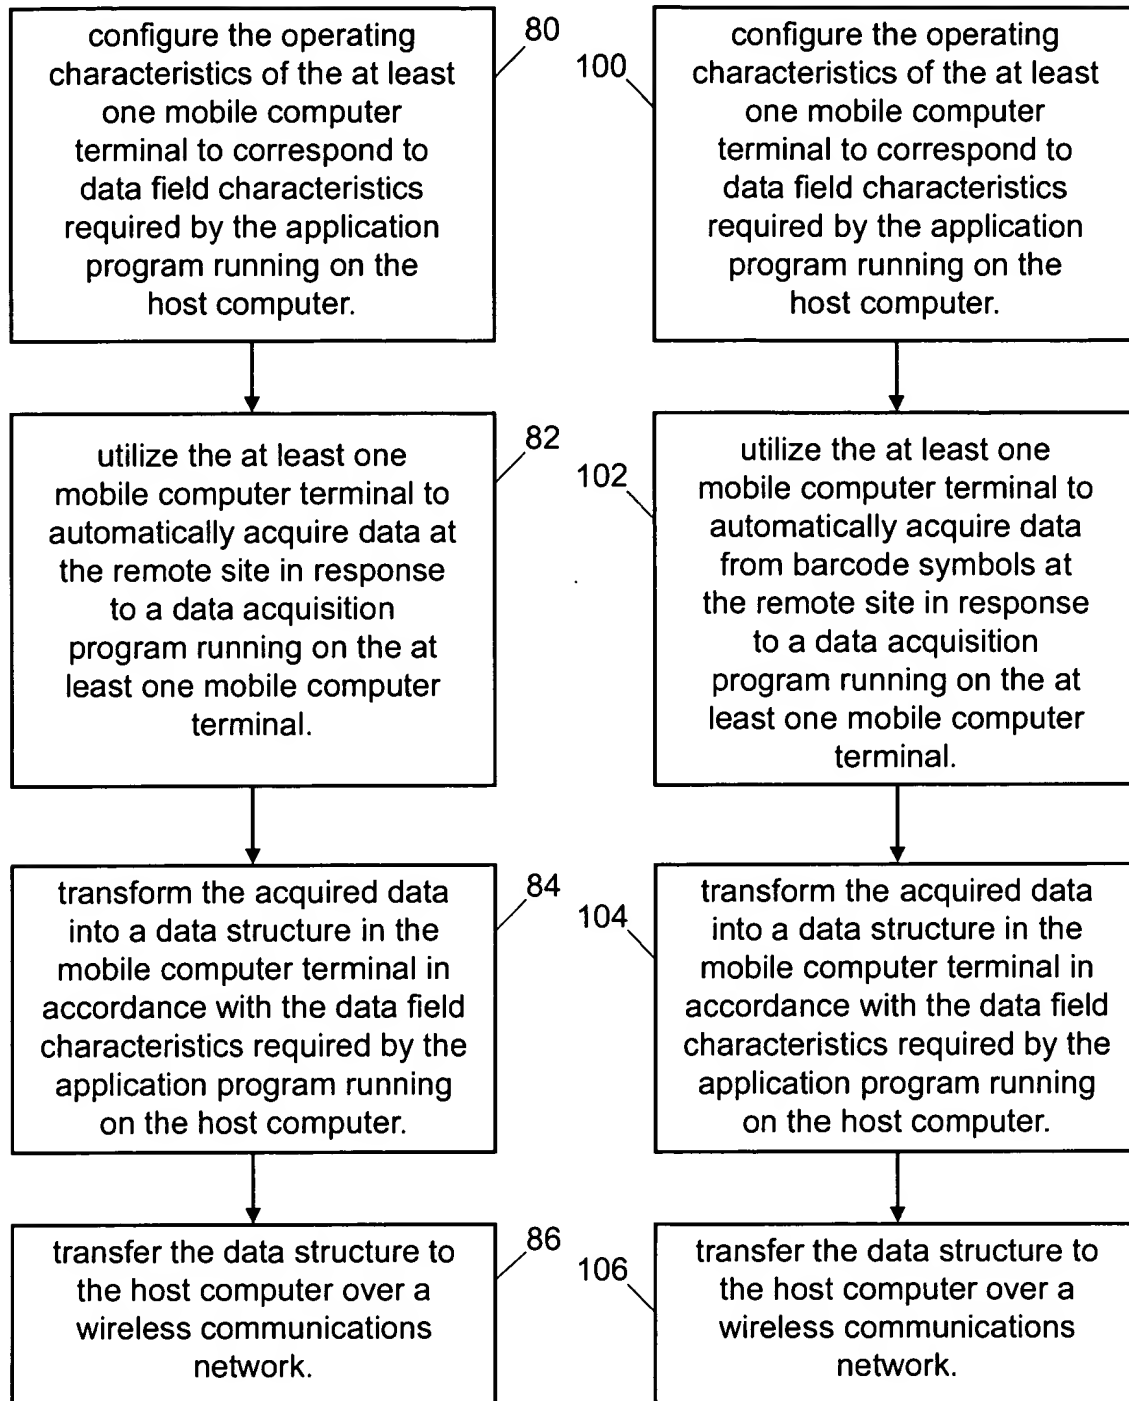 configure the operating
characteristics of the at least
one mobile computer
terminal to correspond to
data field characteristics
required by the application
program running on the
host computer.
80
utilize the at least one
mobile computer terminal to
automatically acquire data at
the remote site in response
to a data acquisition
program running on the at
least one mobile computer
terminal.
82
transform the acquired data
into a data structure in the
mobile computer terminal in
accordance with the data field
characteristics required by the
application program running
on the host computer.
84
transfer the data structure to
the host computer over a
wireless communications
network.
86
100
configure the operating
characteristics of the at least
one mobile computer
terminal to correspond to
data field characteristics
required by the application
program running on the
host computer.
102
utilize the at least one
mobile computer terminal to
automatically acquire data
from barcode symbols at
the remote site in response
to a data acquisition
program running on the at
least one mobile computer
terminal.
104
transform the acquired data
into a data structure in the
mobile computer terminal in
accordance with the data field
characteristics required by the
application program running
on the host computer.
106
transfer the data structure to
the host computer over a
wireless communications
network.